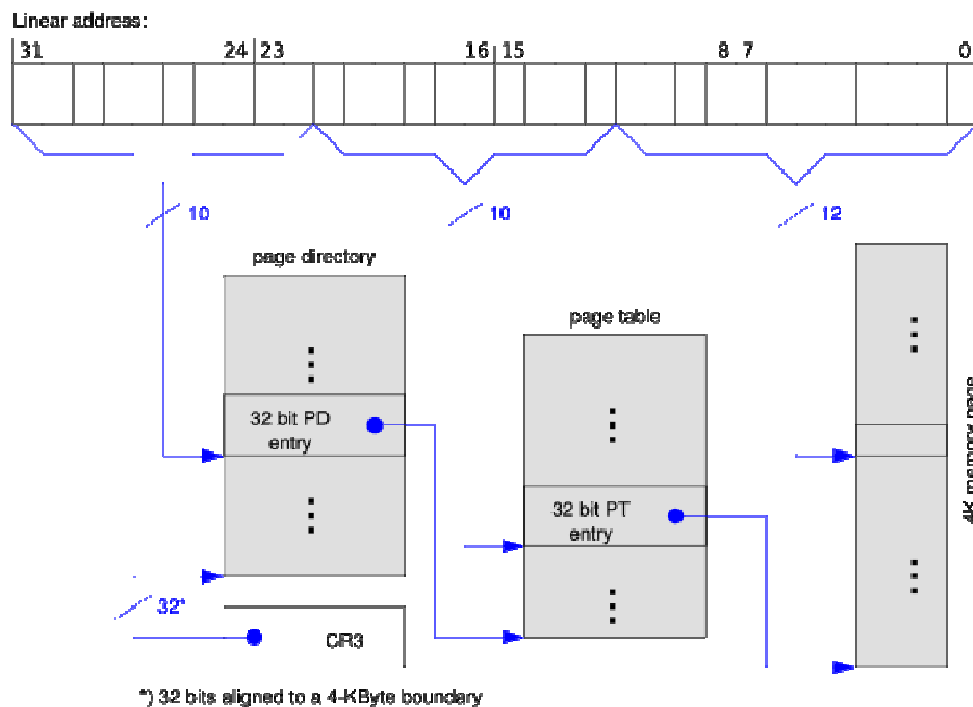 Linear address:
31 24 23 16 15 8 7 0
10 10 12
page directory
page table
32 bit PD
entry
32 bit PT
entry
4K memory page
32*
CR3
*) 32 bits aligned to a 4-KByte boundary